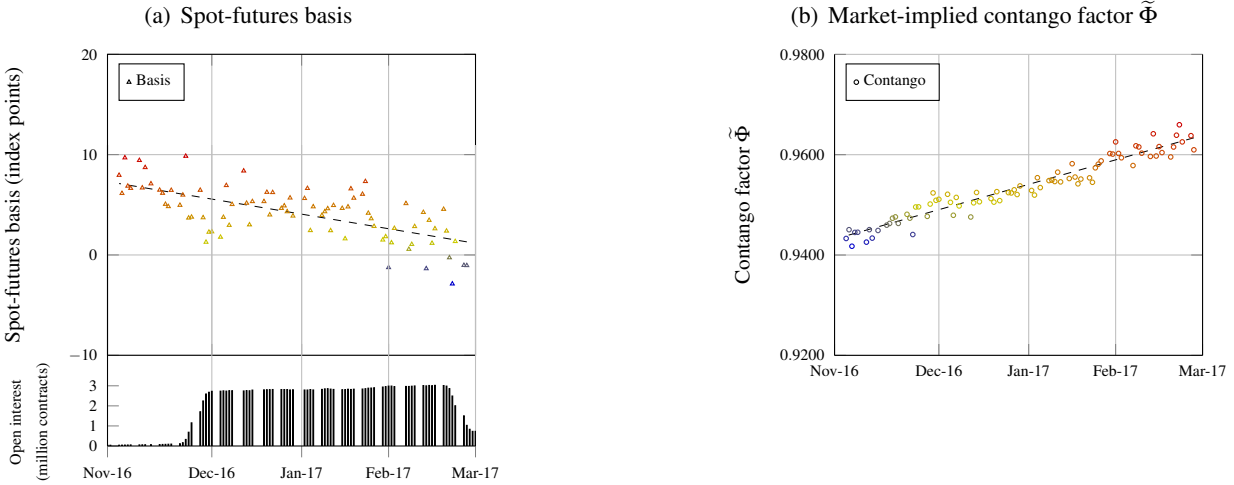 (a) Spot-futures basis
20
10
0
−10
Spot-futures basis (index points)
Basis
3
2
1
0
Open interest
(million contracts)
Nov-16 Dec-16 Jan-17 Feb-17 Mar-17
(b) Market-implied contango factor Φ̃
0.9800
0.9600
0.9400
0.9200
Contango factor Φ̃
Contango
Nov-16 Dec-16 Jan-17 Feb-17 Mar-17